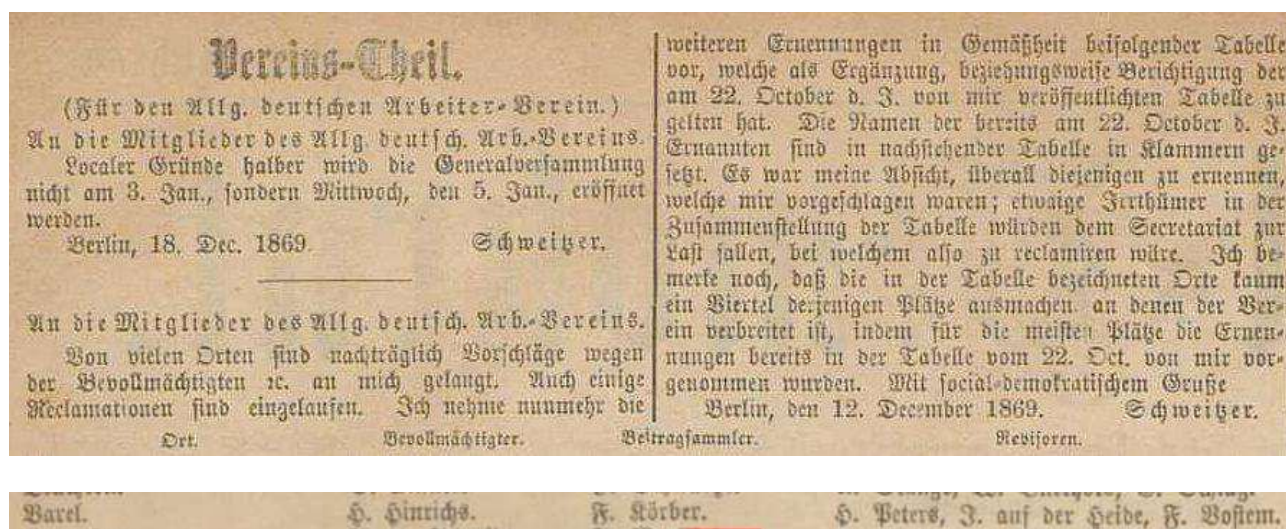 Vereins-Theil.
(Für den Allg. deutschen Arbeiter-Verein.)
An die Mitglieder des Allg. deutsch. Arb.-Vereins.
Localer Gründe halber wird die Generalversammlung
nicht am 3. Jan., sondern Mittwoch, den 5. Jan., eröffnet
werden.
Berlin, 18. Dec. 1869. Schweitzer.
An die Mitglieder des Allg. deutsch. Arb.-Vereins.
Von vielen Orten sind nachträglich Vorschläge wegen
der Bevollmächtigten ꝛc. an mich gelangt. Auch einige
Reclamationen sind eingelaufen. Ich nehme nunmehr die
weiteren Ernennungen in Gemäßheit beifolgender Tabelle
vor, welche als Ergänzung, beziehungsweise Berichtigung der
am 22. October d. J. von mir veröffentlichten Tabelle zu
gelten hat. Die Namen der bereits am 22. October d. J.
Ernannten sind in nachstehender Tabelle in Klammern ge-
setzt. Es war meine Absicht, überall diejenigen zu ernennen,
welche mir vorgeschlagen waren; etwaige Irrthümer in der
Zusammenstellung der Tabelle würden dem Secretariat zur
Last fallen, bei welchem also zu reclamiren wäre. Ich be-
merke noch, daß die in der Tabelle bezeichneten Orte kaum
ein Viertel derjenigen Plätze ausmachen an denen der Ver-
ein verbreitet ist, indem für die meisten Plätze die Ernen-
nungen bereits in der Tabelle vom 22. Oct. von mir vor-
genommen wurden. Mit social-demokratischem Gruße
Berlin, den 12. December 1869. Schweitzer.
Ort. Bevollmächtigter. Beitragsammler. Revisoren.
Varel. H. Hinrichs. F. Körber. H. Peters, J. auf der Heide, F. Vostem.